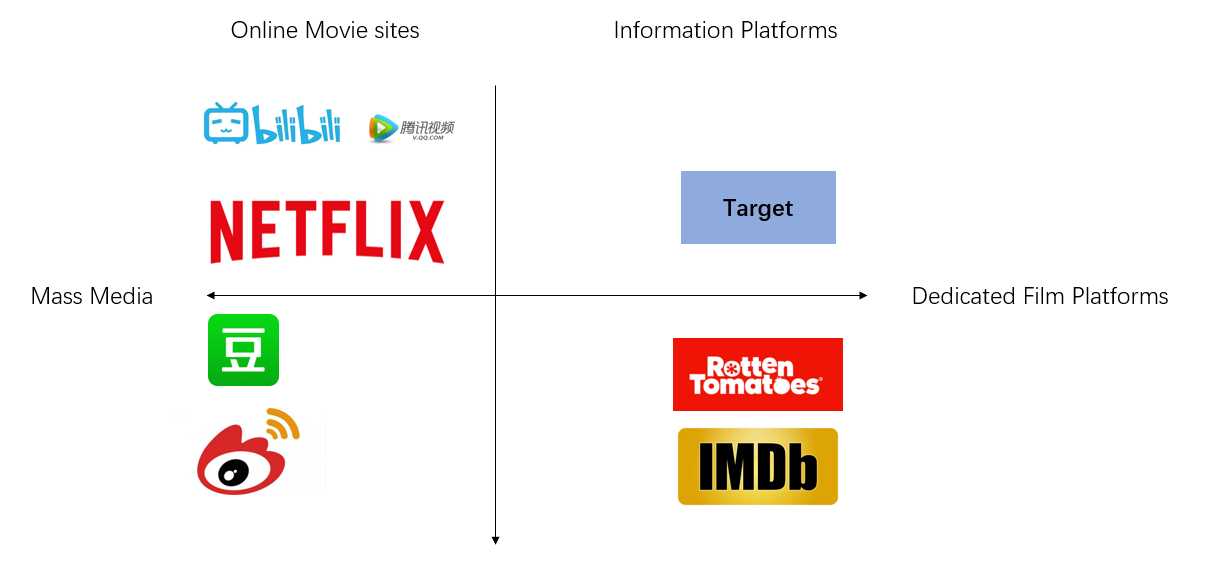 Online Movie sites
Information Platforms
bilibili
腾讯视频
V.QQ.COM
Target
NETFLIX
Mass Media
Dedicated Film Platforms
豆
Rotten
Tomatoes®
IMDb